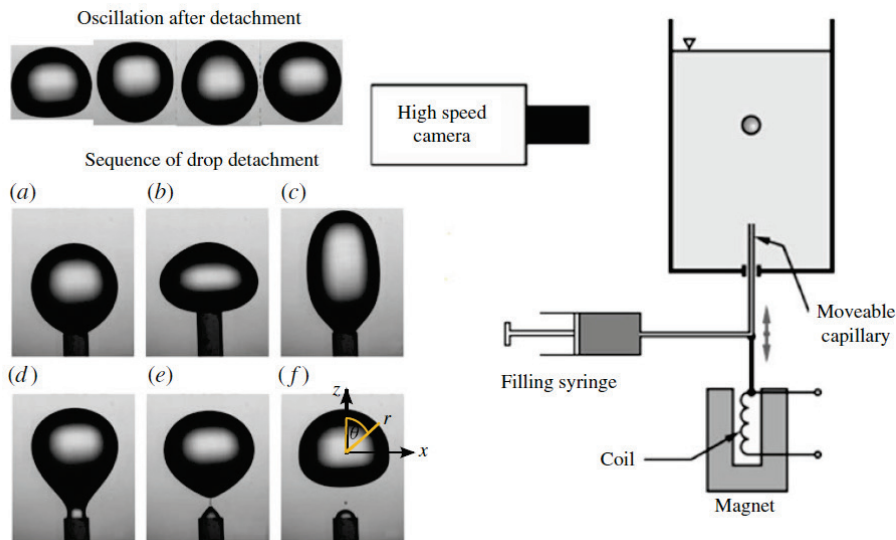 Oscillation after detachment
High speed
camera
Sequence of drop detachment
(a)
(b)
(c)
(d)
(e)
(f)
z
r
θ
x
Moveable
capillary
Filling syringe
Coil
Magnet